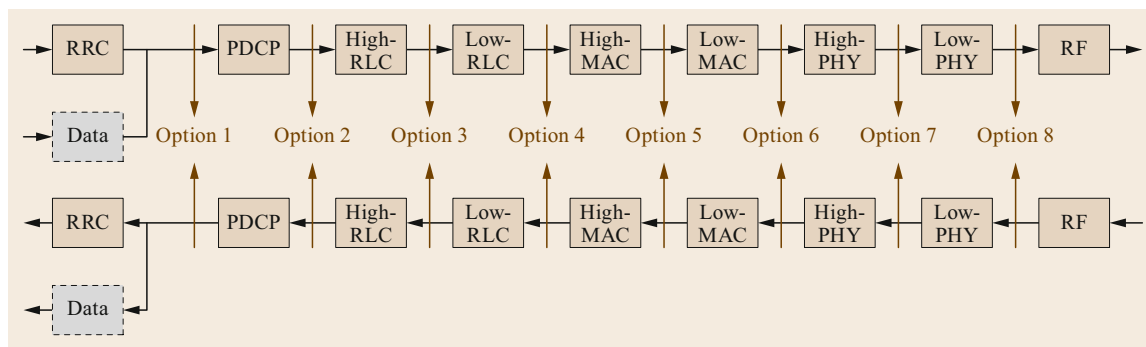 RRC
PDCP
High-
RLC
Low-
RLC
High-
MAC
Low-
MAC
High-
PHY
Low-
PHY
RF
Data
Option 1
Option 2
Option 3
Option 4
Option 5
Option 6
Option 7
Option 8
RRC
PDCP
High-
RLC
Low-
RLC
High-
MAC
Low-
MAC
High-
PHY
Low-
PHY
RF
Data